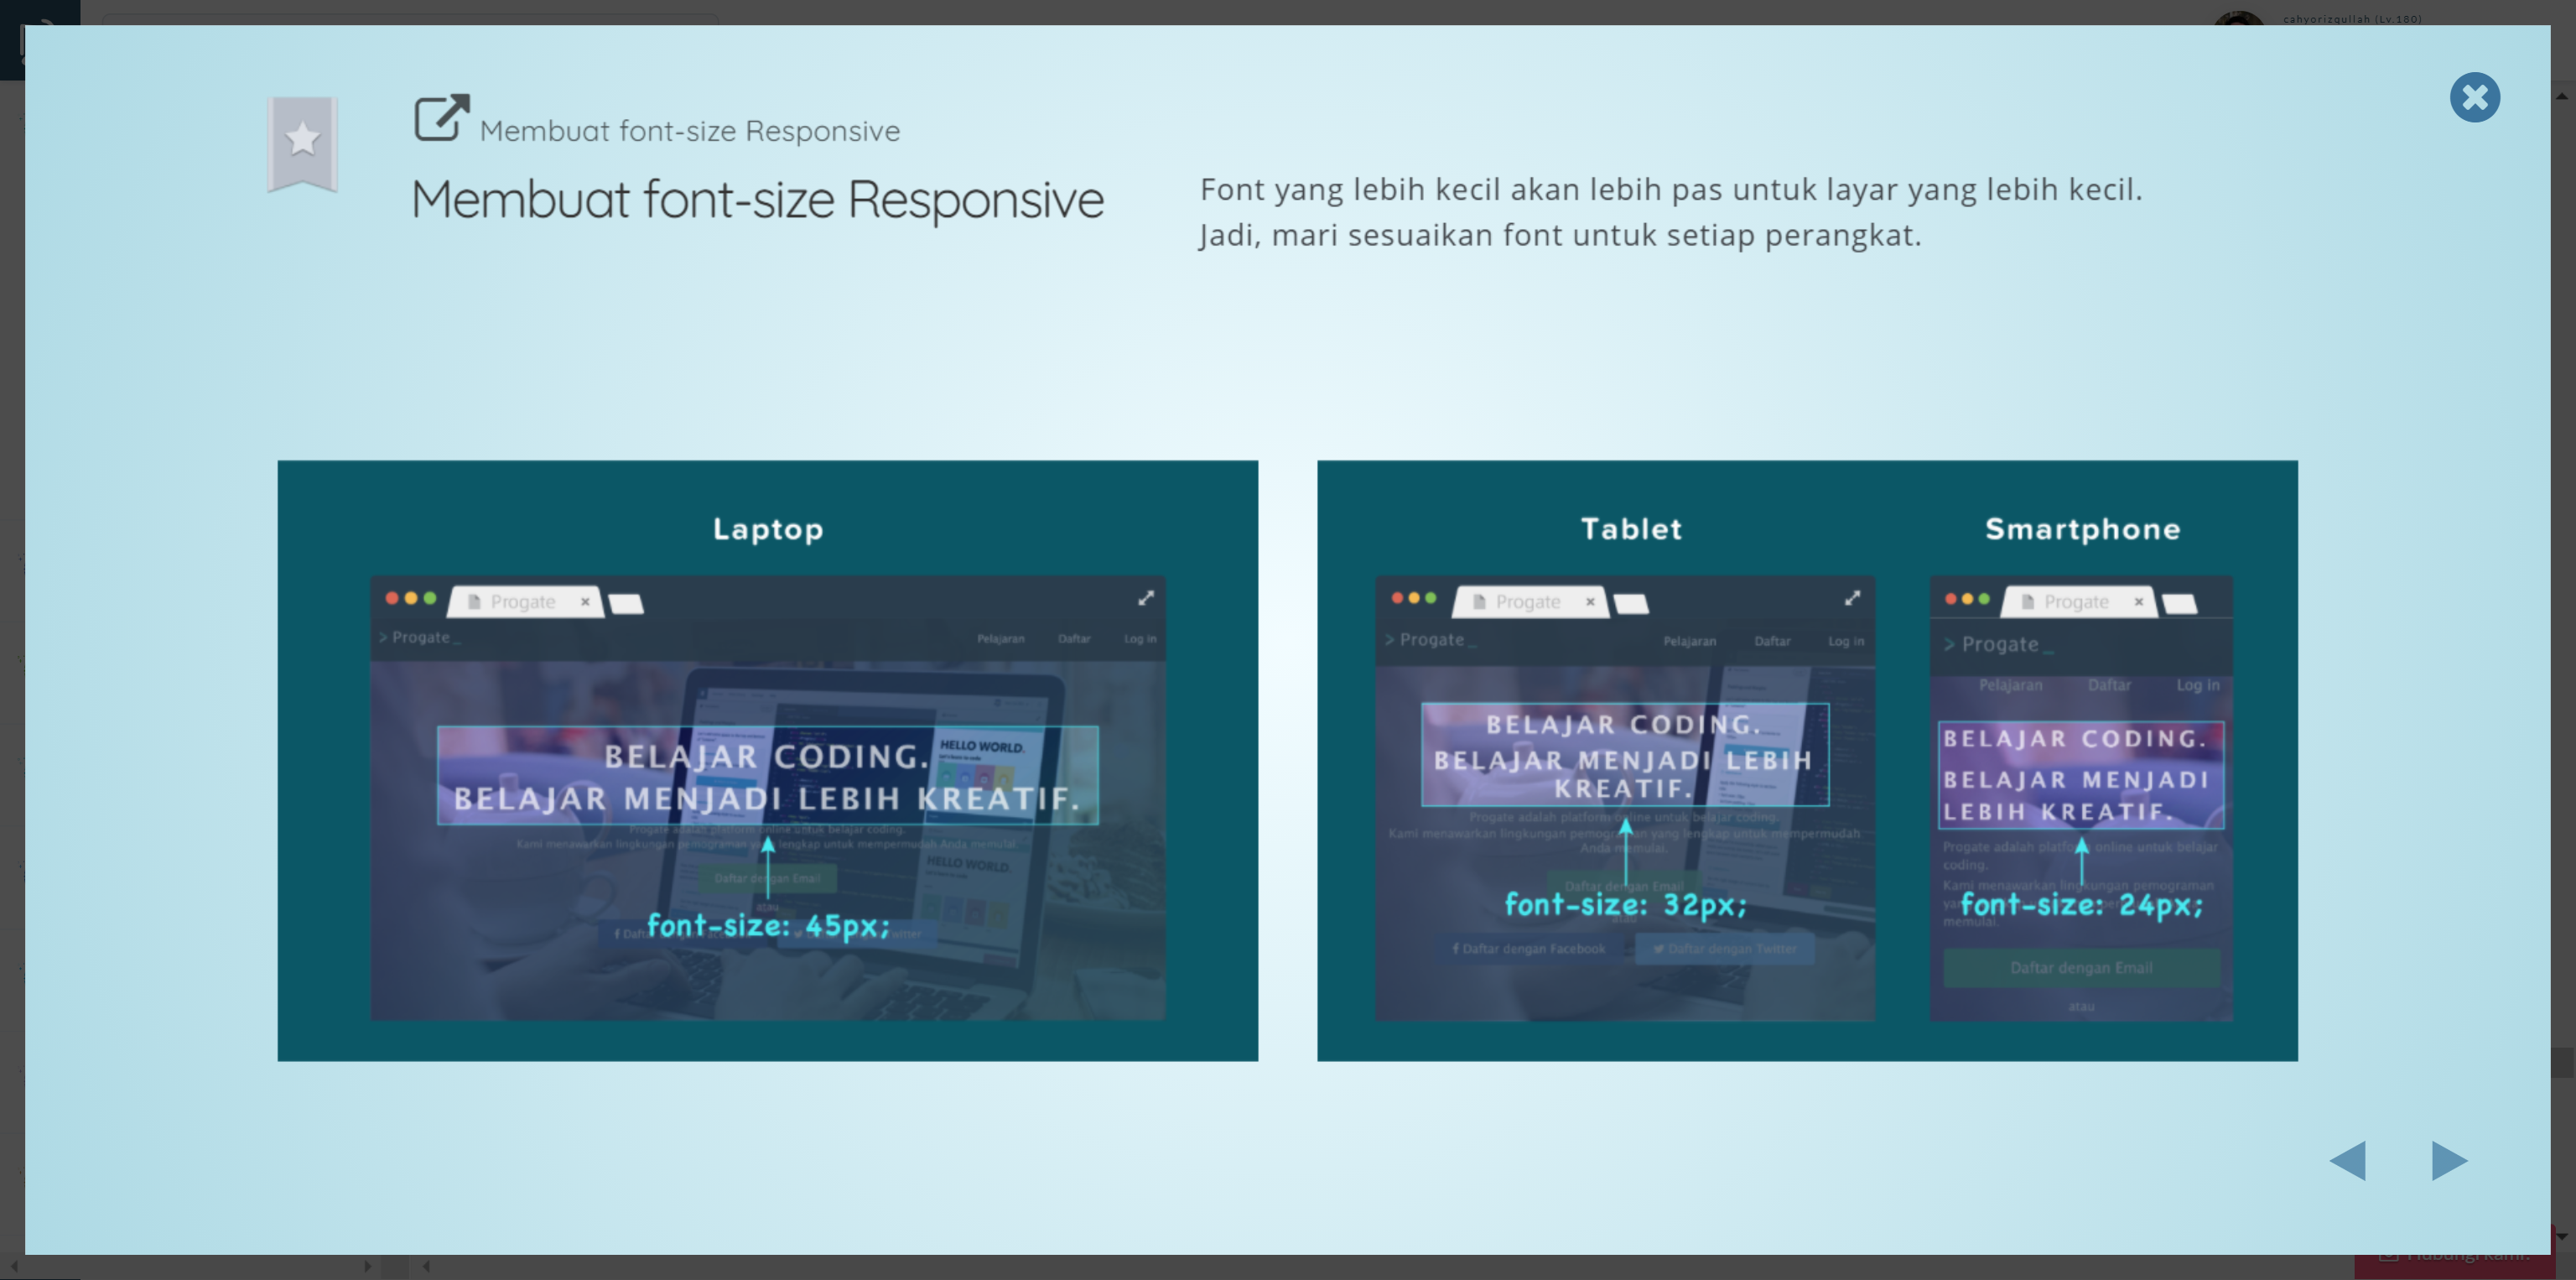 cahyorizqullah (Lv.180)
Membuat font-size Responsive
Membuat font-size Responsive
Font yang lebih kecil akan lebih pas untuk layar yang lebih kecil.
Jadi, mari sesuaikan font untuk setiap perangkat.
Laptop
Progate
> Progate_
Pelajaran Daftar Log in
HELLO WORLD.
BELAJAR CODING.
BELAJAR MENJADI LEBIH KREATIF.
Progate adalah platform online untuk belajar coding.
Kami menawarkan lingkungan pemograman yang lengkap untuk mempermudah Anda memulai.
HELLO WORLD.
Daftar dengan Email
atau
font-size: 45px;
Tablet
Progate
> Progate_
Pelajaran Daftar Log in
BELAJAR CODING.
BELAJAR MENJADI LEBIH
KREATIF.
Progate adalah platform online untuk belajar coding.
Kami menawarkan lingkungan pemograman yang lengkap untuk mempermudah
Anda memulai.
Daftar dengan Email
font-size: 32px;
atau
Daftar dengan Facebook
Daftar dengan Twitter
Smartphone
Progate
> Progate_
Pelajaran Daftar Log in
BELAJAR CODING.
BELAJAR MENJADI
LEBIH KREATIF.
Progate adalah platform online untuk belajar
coding.
Kami menawarkan lingkungan pemograman
font-size: 24px;
memulai.
Daftar dengan Email
atau